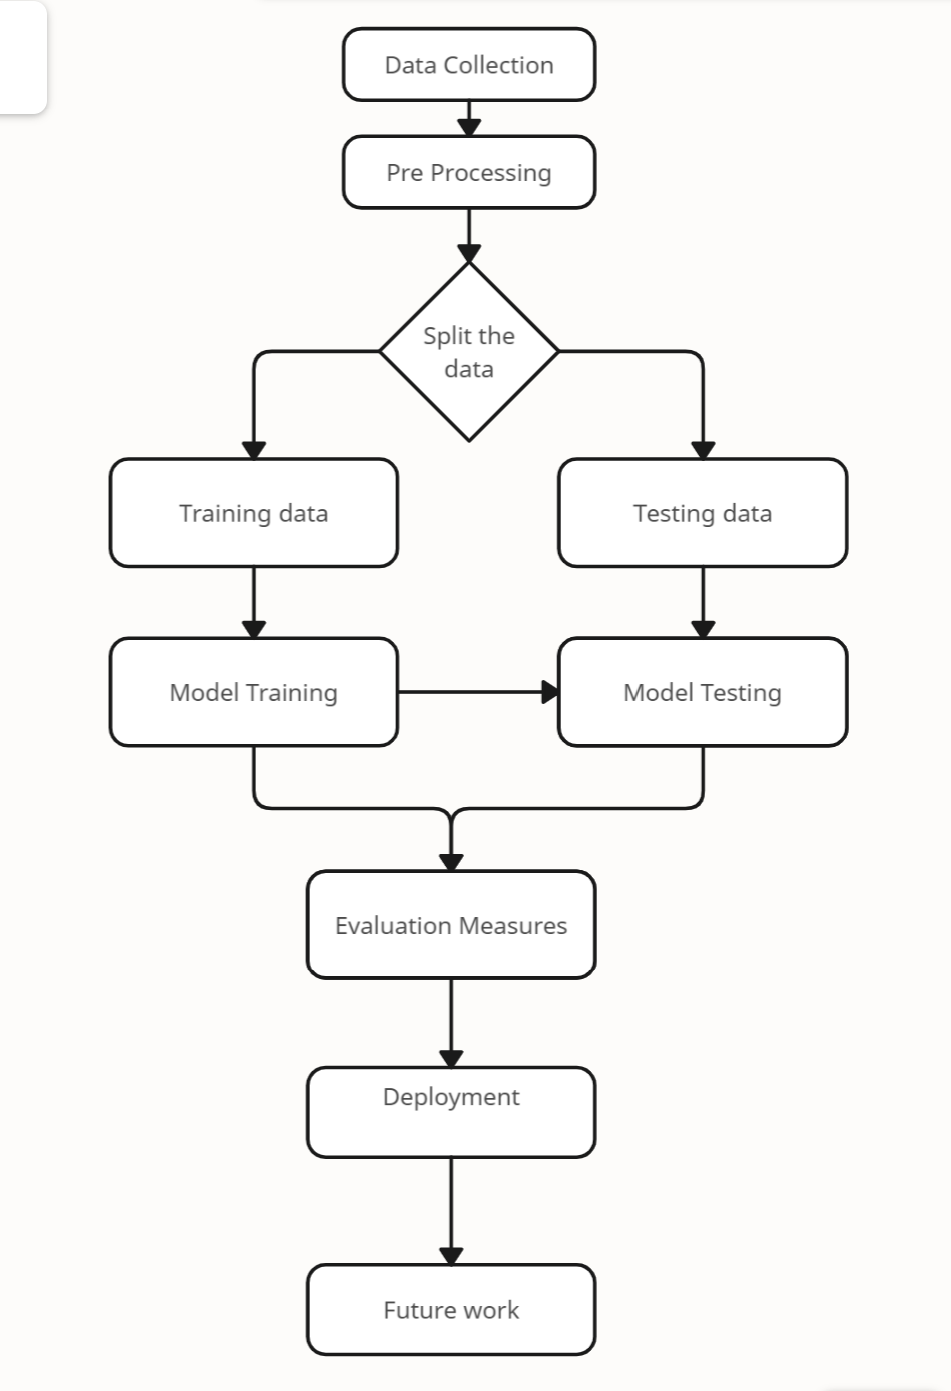 Data Collection
Pre Processing
Split the
data
Training data
Testing data
Model Training
Model Testing
Evaluation Measures
Deployment
Future work